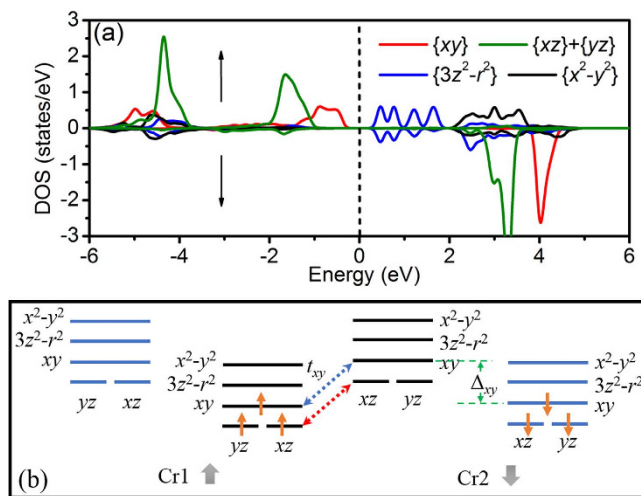 (a)
DOS (states/eV)
3
2
1
0
1
2
3
{xy} {xz}+{yz}
{3z²-r²} {x²-y²}
-6 -4 -2 0 2 4 6
Energy (eV)
(b)
x²–y²
3z²–r²
xy
yz xz
x²–y²
3z²–r²
xy
yz xz
t_xy
x²–y²
3z²–r²
xy
xz yz
Δ_xy
x²–y²
3z²–r²
xy
xz yz
Cr1 Cr2